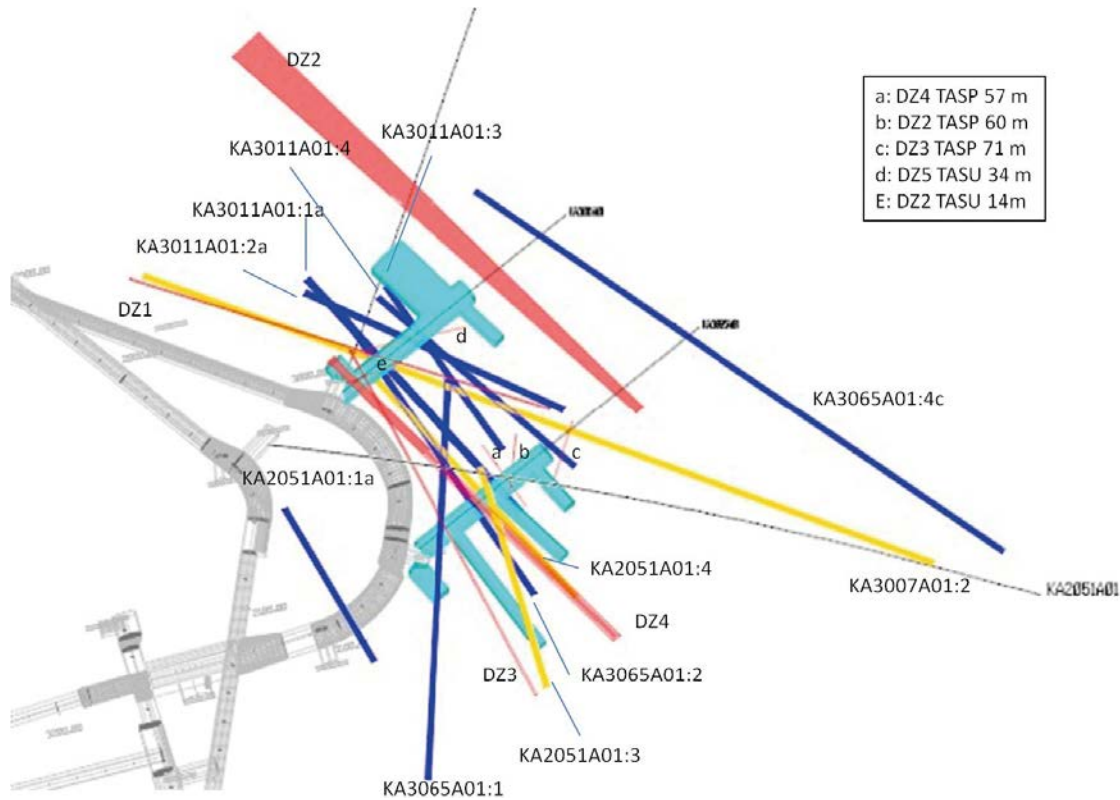 DZ2
a: DZ4 TASP 57 m
b: DZ2 TASP 60 m
c: DZ3 TASP 71 m
d: DZ5 TASU 34 m
E: DZ2 TASU 14m
KA3011A01:3
KA3011A01:4
KA3011A01:1a
KA3011A01:2a
DZ1
d
e
KA3065A01:4c
a
b
c
KA2051A01:1a
KA2051A01:4
KA3007A01:2
KA2051A01
DZ4
DZ3
KA3065A01:2
KA2051A01:3
KA3065A01:1